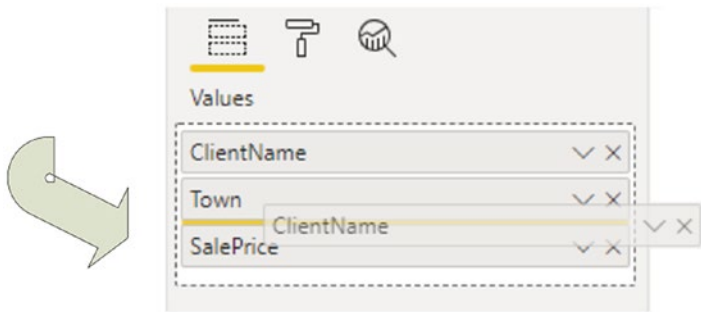 Values
ClientName
Town
ClientName
SalePrice